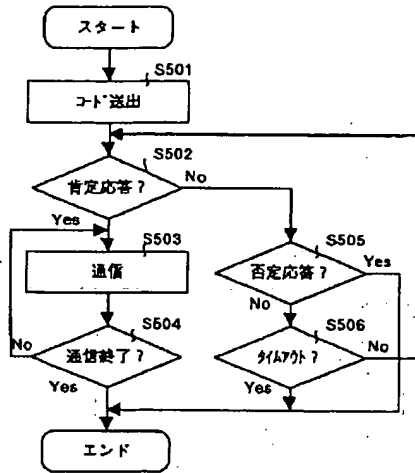 スタート
S501
コード送出
S502
肯定応答?
No
Yes
S503
通信
S505
否定応答?
Yes
No
S504
通信終了?
No
Yes
S506
タイムアウト?
No
Yes
エンド